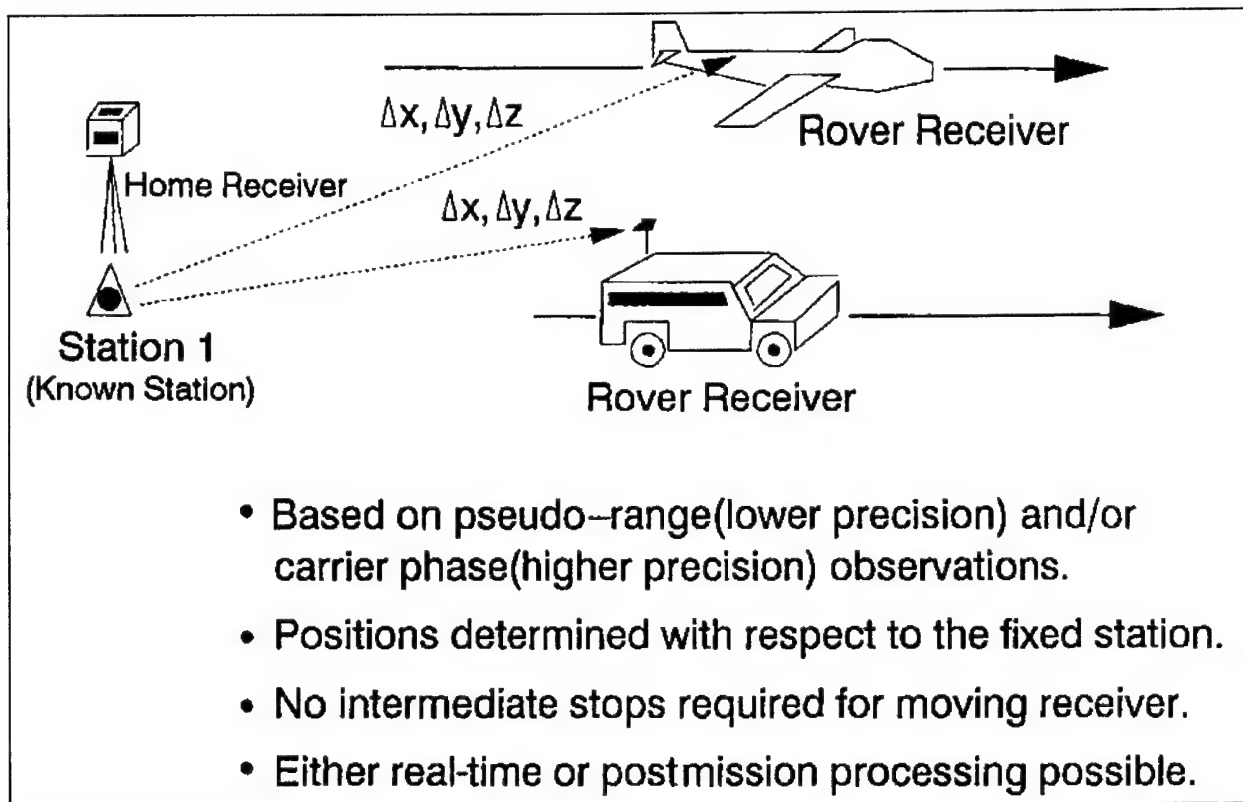 Δx, Δy, Δz
Rover Receiver
Home Receiver
Δx, Δy, Δz
Station 1
(Known Station)
Rover Receiver
• Based on pseudo–range(lower precision) and/or
carrier phase(higher precision) observations.
• Positions determined with respect to the fixed station.
• No intermediate stops required for moving receiver.
• Either real-time or postmission processing possible.